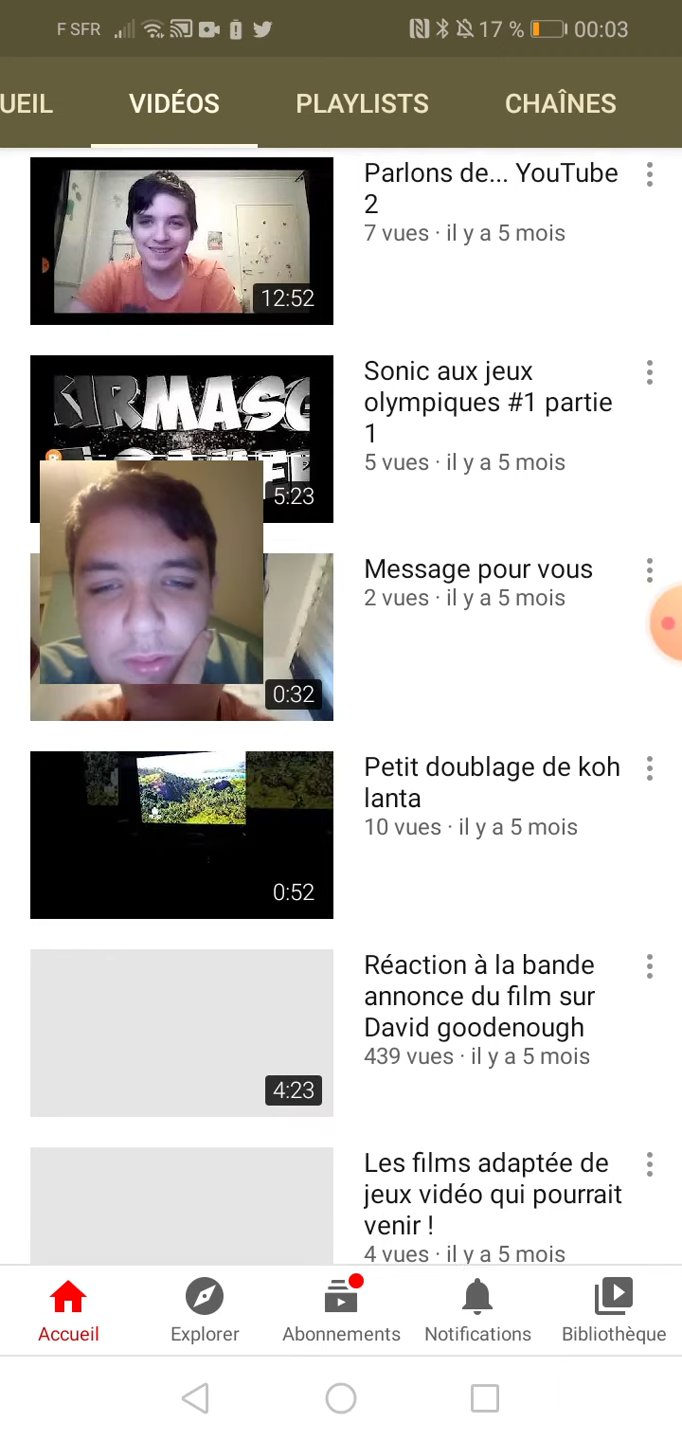 F SFR 17 % 00:03
UEIL VIDÉOS PLAYLISTS CHAÎNES
Parlons de... YouTube
2
7 vues · il y a 5 mois
12:52
Sonic aux jeux
olympiques #1 partie
1
5 vues · il y a 5 mois
5:23
Message pour vous
2 vues · il y a 5 mois
0:32
Petit doublage de koh
lanta
10 vues · il y a 5 mois
0:52
Réaction à la bande
annonce du film sur
David goodenough
439 vues · il y a 5 mois
4:23
Les films adaptée de
jeux vidéo qui pourrait
venir !
4 vues · il y a 5 mois
Accueil Explorer Abonnements Notifications Bibliothèque